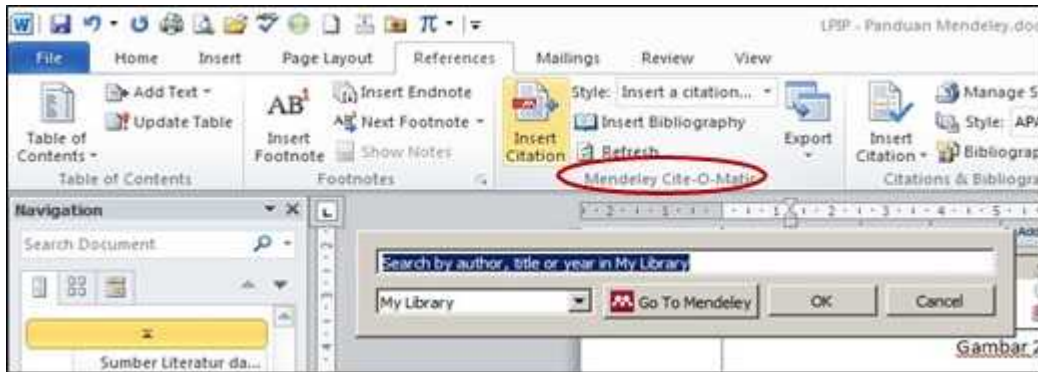 LPIP - Panduan Mendeley.doc
File Home Insert Page Layout References Mailings Review View
Table of Contents
Add Text
Update Table
Table of Contents
AB1
Insert Footnote
Insert Endnote
AB1 Next Footnote
Show Notes
Footnotes
Insert Citation
Style: Insert a citation...
Insert Bibliography
Refresh
Export
Mendeley Cite-O-Matic
Insert Citation
Manage S
Style: APA
Bibliograp
Citations & Bibliogra
Navigation
Search Document
Sumber Literatur da...
Search by author, title or year in My Library
My Library
Go To Mendeley
OK
Cancel
Gambar 2